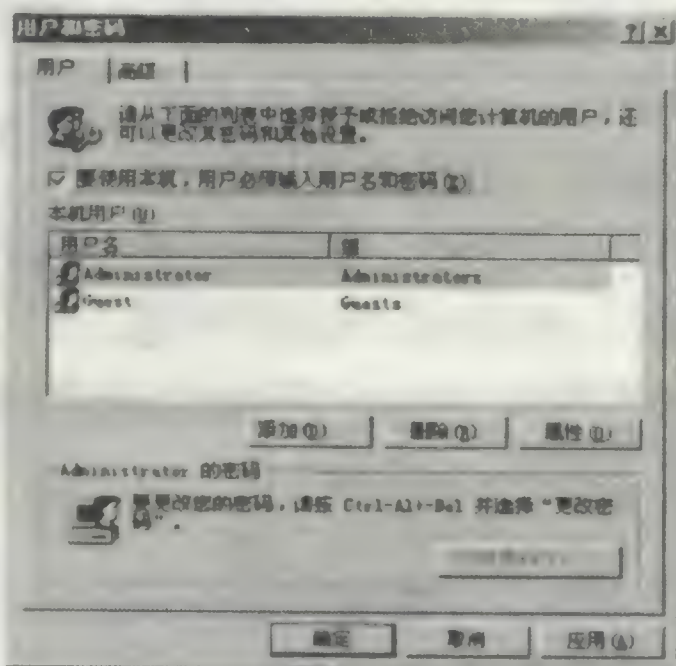 用户和密码
用户
高级
请从下面的列表中选择授予或拒绝访问您计算机的用户，还
可以更改其密码和其他设置。
要使用本机，用户必须输入用户名和密码(E)
本机用户(U)
用户名 组
Administrator Administrators
Guest Guests
添加(D) 删除(R) 属性(O)
Administrator 的密码
要更改您的密码，请按 Ctrl-Alt-Del 并选择“更改密
码”。
确定 取消 应用(A)